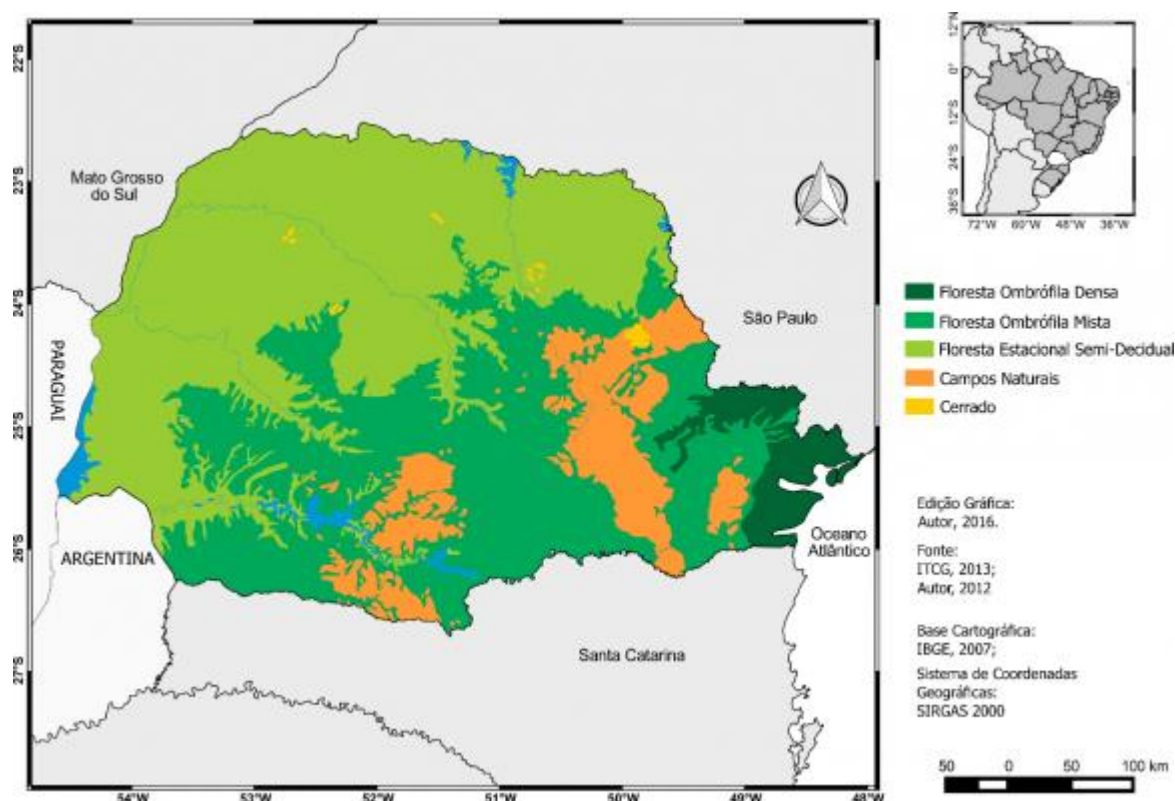 22°S
23°S
24°S
25°S
26°S
27°S
Mato Grosso
do Sul
PARAGUAI
ARGENTINA
São Paulo
Santa Catarina
Oceano
Atlântico
54°W
53°W
52°W
51°W
50°W
49°W
48°W
12°N
0°
12°S
24°S
36°S
72°W
60°W
48°W
36°W
Floresta Ombrófila Densa
Floresta Ombrófila Mista
Floresta Estacional Semi-Decidual
Campos Naturais
Cerrado
Edição Gráfica:
Autor, 2016.
Fonte:
ITCG, 2013;
Autor, 2012
Base Cartográfica:
IBGE, 2007;
Sistema de Coordenadas
Geográficas:
SIRGAS 2000
50 0 50 100 km